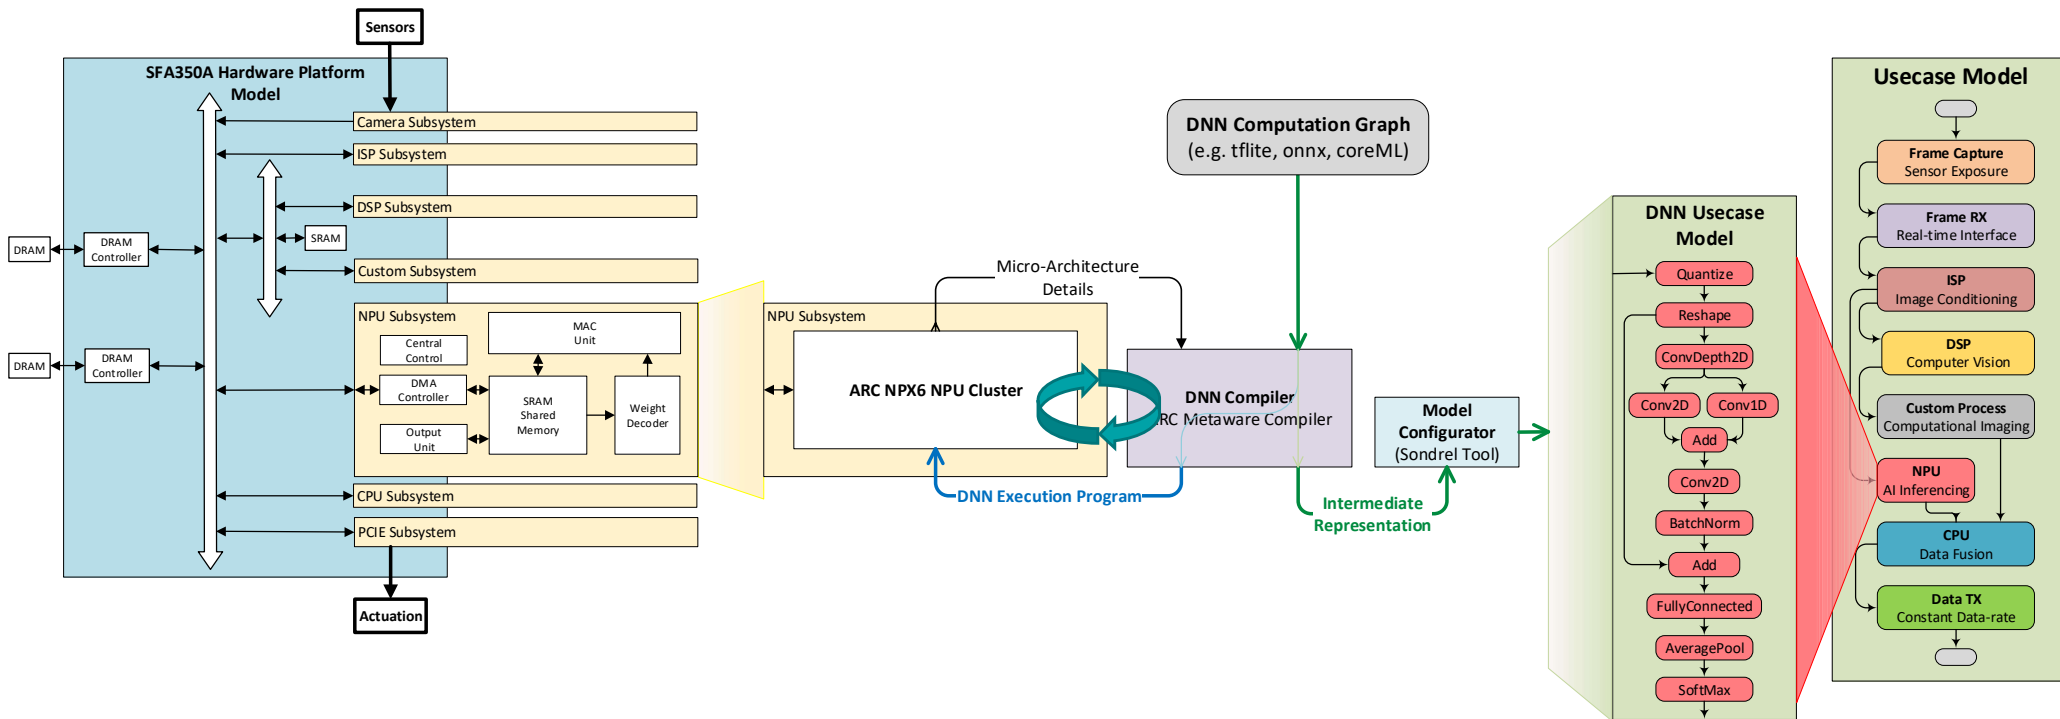 Sensors
SFA350A Hardware Platform
Model
Camera Subsystem
ISP Subsystem
DSP Subsystem
SRAM
DRAM
DRAM
Controller
Custom Subsystem
NPU Subsystem
MAC
Unit
Central
Control
DRAM
DRAM
Controller
DMA
Controller
SRAM
Shared
Memory
Weight
Decoder
Output
Unit
CPU Subsystem
PCIE Subsystem
Actuation
NPU Subsystem
ARC NPX6 NPU Cluster
Micro-Architecture
Details
DNN Execution Program
DNN Computation Graph
(e.g. tflite, onnx, coreML)
DNN Compiler
RC Metaware Compiler
Intermediate
Representation
Model
Configurator
(Sondrel Tool)
DNN Usecase
Model
Quantize
Reshape
ConvDepth2D
Conv2D
Conv1D
Add
Conv2D
BatchNorm
Add
FullyConnected
AveragePool
SoftMax
Usecase Model
Frame Capture
Sensor Exposure
Frame RX
Real-time Interface
ISP
Image Conditioning
DSP
Computer Vision
Custom Process
Computational Imaging
NPU
AI Inferencing
CPU
Data Fusion
Data TX
Constant Data-rate